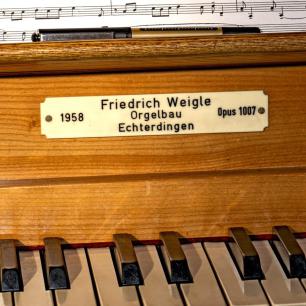 Friedrich Weigle
1958 Orgelbau Opus 1007
Echterdingen